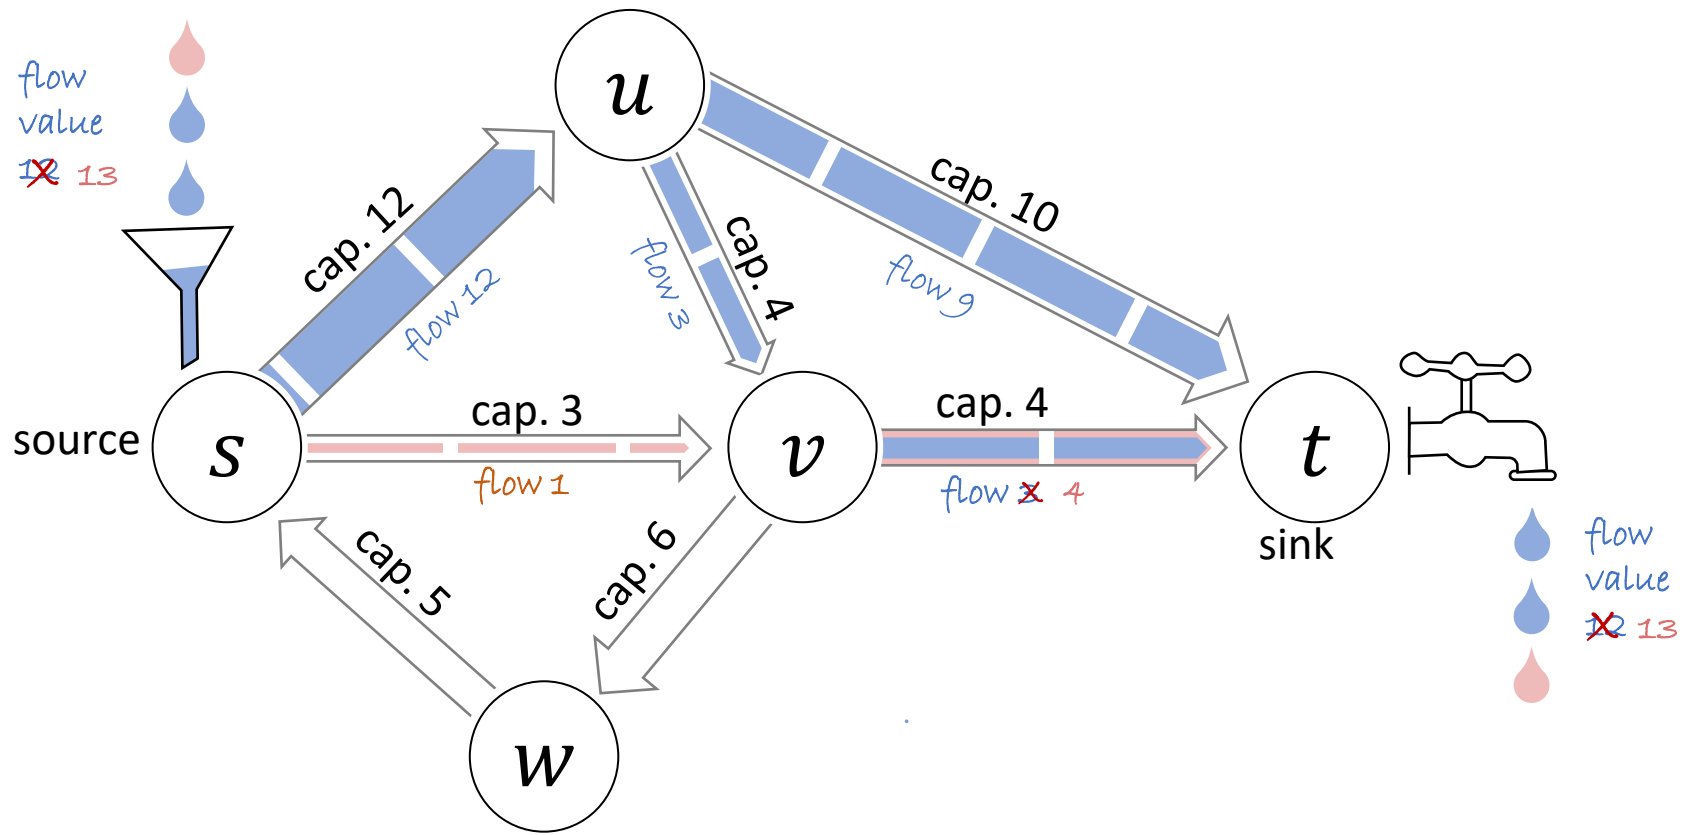 flow
value
12 13
source
s
u
cap. 12
flow 12
cap. 4
flow 3
cap. 10
flow 9
cap. 3
flow 1
v
cap. 4
flow 3 4
t
sink
cap. 5
cap. 6
w
flow
value
12 13